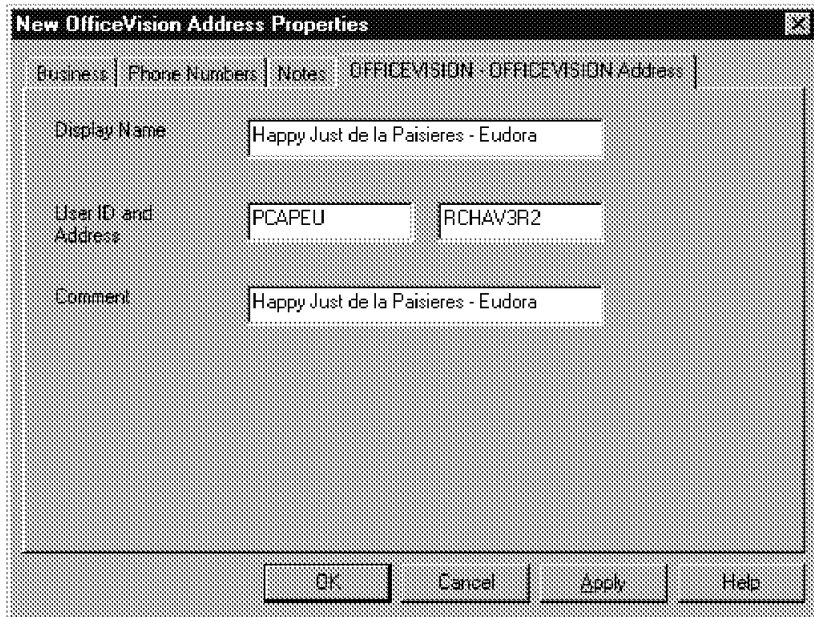 New OfficeVision Address Properties
Business Phone Numbers Notes OFFICEVISION - OFFICEVISION Address
Display Name Happy Just de la Paisieres - Eudora
User ID and Address PCAPEU RCHAV3R2
Comment Happy Just de la Paisieres - Eudora
OK Cancel Apply Help